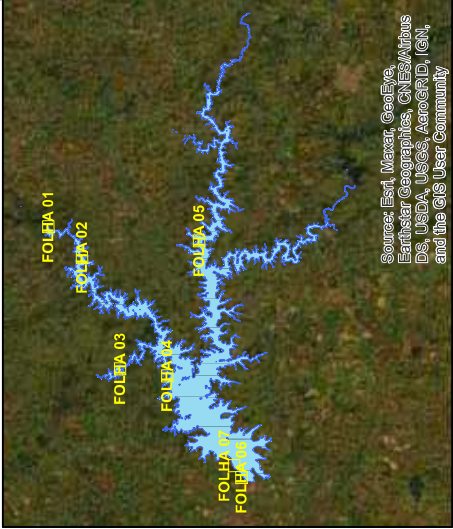 FOLHA 01
FOLHA 02
FOLHA 03
FOLHA 04
FOLHA 05
FOLHA 07
FOLHA 06
Source: Esri, Maxar, GeoEye,
Earthstar Geographics, CNES/Airbus
DS, USDA, USGS, AeroGRID, IGN,
and the GIS User Community